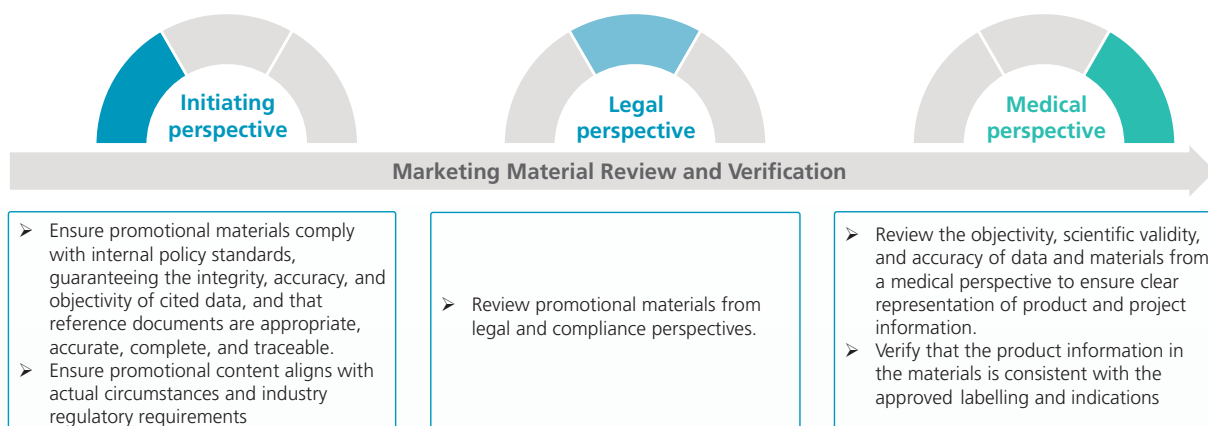 Initiating
perspective
Legal
perspective
Medical
perspective
Marketing Material Review and Verification
➢ Ensure promotional materials comply
with internal policy standards,
guaranteeing the integrity, accuracy, and
objectivity of cited data, and that
reference documents are appropriate,
accurate, complete, and traceable.
➢ Ensure promotional content aligns with
actual circumstances and industry
regulatory requirements
➢ Review promotional materials from
legal and compliance perspectives.
➢ Review the objectivity, scientific validity,
and accuracy of data and materials from
a medical perspective to ensure clear
representation of product and project
information.
➢ Verify that the product information in
the materials is consistent with the
approved labelling and indications